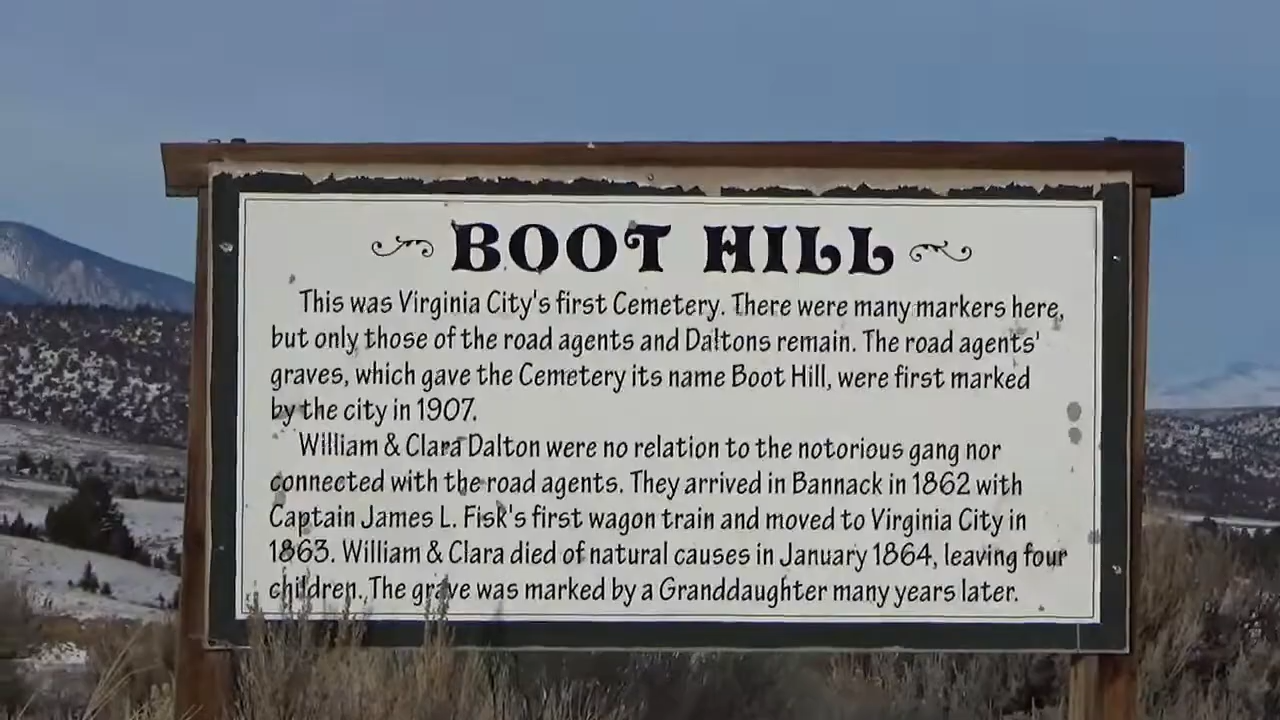 BOOT HILL
This was Virginia City's first Cemetery. There were many markers here,
but only those of the road agents and Daltons remain. The road agents'
graves, which gave the Cemetery its name Boot Hill, were first marked
by the city in 1907.
William & Clara Dalton were no relation to the notorious gang nor
connected with the road agents. They arrived in Bannack in 1862 with
Captain James L. Fisk's first wagon train and moved to Virginia City in
1863. William & Clara died of natural causes in January 1864, leaving four
children. The grave was marked by a Granddaughter many years later.